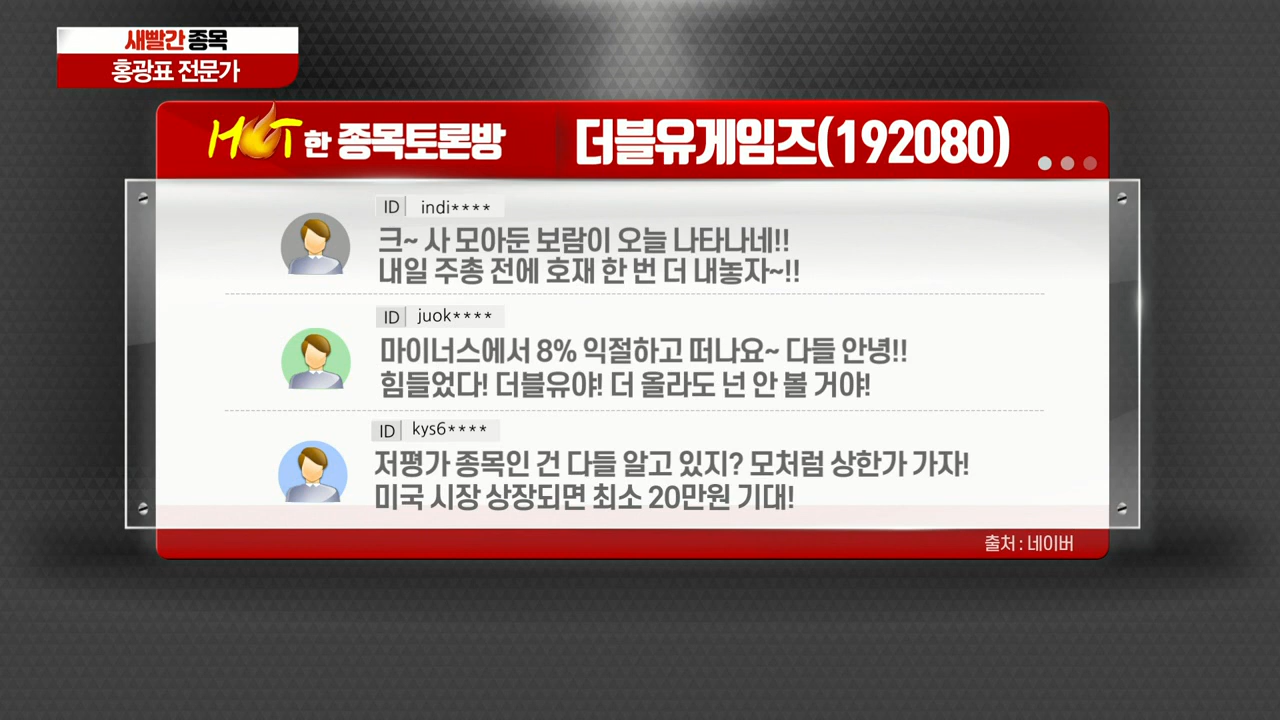 새빨간 종목
홍광표 전문가
HOT한 종목토론방
더블유게임즈(192080)
ID indi****
크~ 사 모아둔 보람이 오늘 나타나네!!
내일 주총 전에 호재 한 번 더 내놓자~!!
ID juok****
마이너스에서 8% 익절하고 떠나요~ 다들 안녕!!
힘들었다! 더블유야! 더 올라도 넌 안 볼 거야!
ID kys6****
저평가 종목인 건 다들 알고 있지? 모처럼 상한가 가자!
미국 시장 상장되면 최소 20만원 기대!
출처 : 네이버